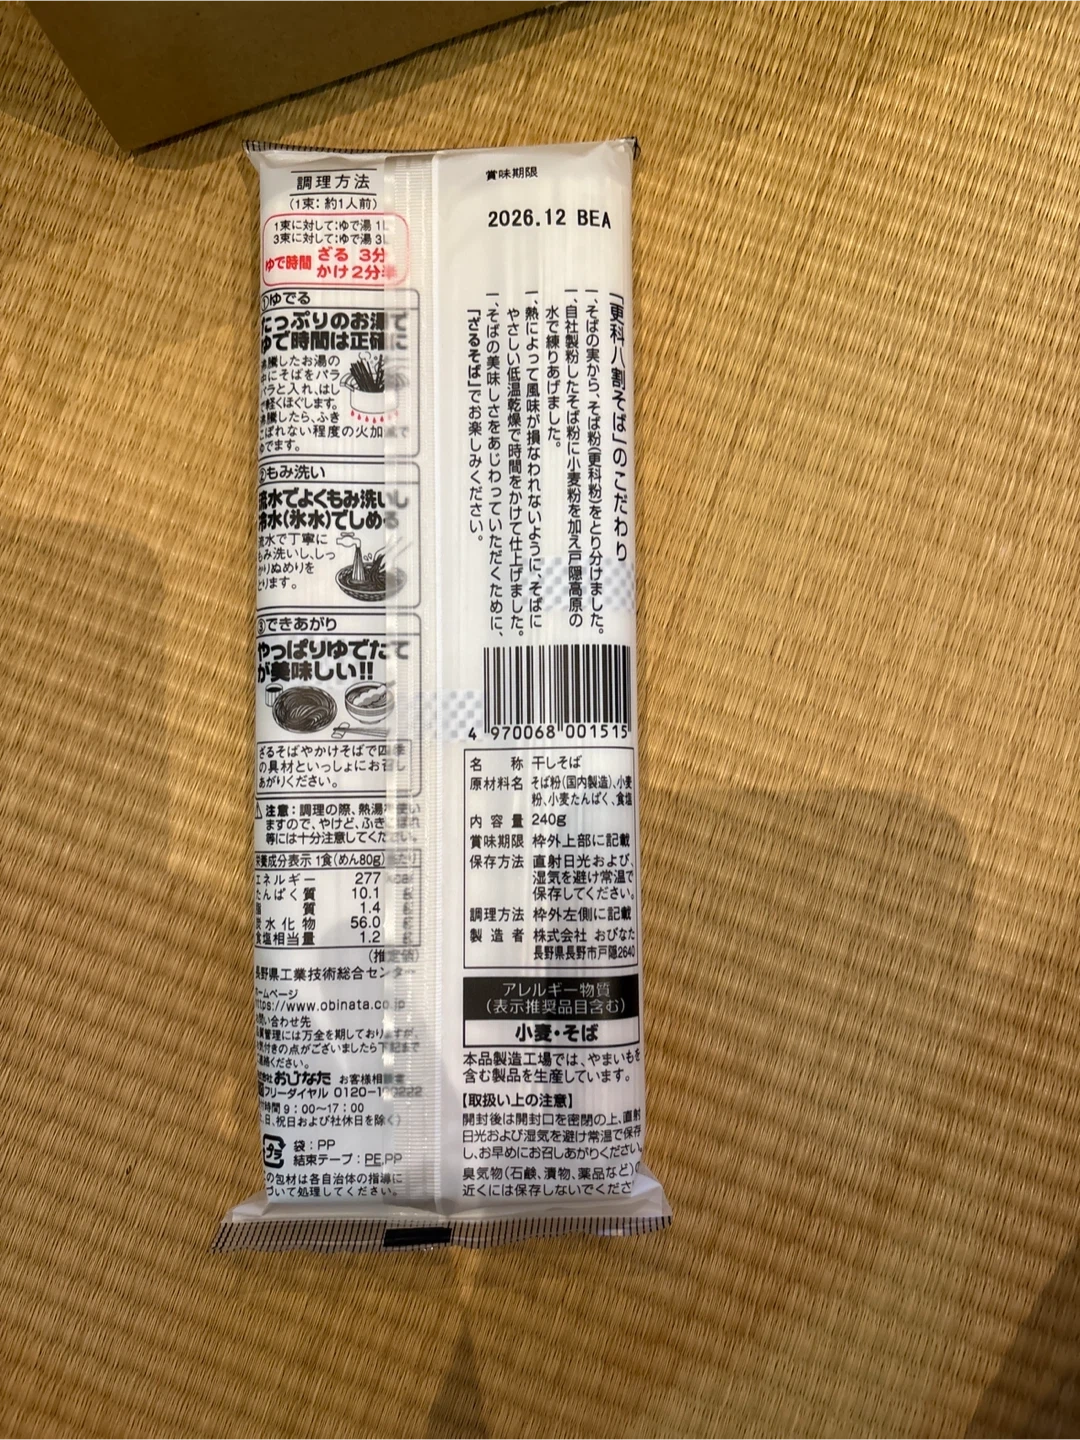 調理方法
(1束:約1人前)
1束に対して:ゆで湯 1L
3束に対して:ゆで湯 3L
ゆで時間 ざる 3分
かけ 2分半
①ゆでる
たっぷりのお湯で
ゆで時間は正確に
沸騰したお湯の
中にそばをパラ
パラと入れ、はし
で軽くほぐします。
沸騰したら、ふき
こぼれない程度の火加減で
ゆでます。
②もみ洗い
流水でよくもみ洗いし
冷水(氷水)でしめる
流水で丁寧に
もみ洗いし、しっ
かりぬめりを
とります。
③できあがり
やっぱりゆでたて
が美味しい!!
ざるそばやかけそばで四季
の具材といっしょにお召し
あがりください。
注意:調理の際、熱湯を使い
ますので、やけど、ふきこぼれ
等には十分注意してください。
栄養成分表示 1食(めん80g)当たり
エネルギー 277 kcal
たんぱく質 10.1 g
脂質 1.4 g
炭水化物 56.0 g
食塩相当量 1.2 g
(推定値)
長野県工業技術総合センター
ホームページ
https://www.obinata.co.jp
お問い合わせ先
品質管理には万全を期しておりますが、
お気付きの点がございましたら下記まで
ご連絡ください。
株式会社おびなた お客様相談室
フリーダイヤル 0120-1
受付時間 9:00〜17:00
(土、日、祝日および社休日を除く)
プラ
袋:PP
結束テープ:PE,PP
この包材は各自治体の指導に
基づいて処理してください。
賞味期限
2026.12 BEA
「更科八割そば」のこだわり
一、そばの実から、そば粉(更科粉)をとり分けました。
一、自社製粉したそば粉に小麦粉を加え戸隠高原の
水で練りあげました。
一、熱によって風味が損なわれないように、そばに
やさしい低温乾燥で時間をかけて仕上げました。
一、そばの美味しさをあじわっていただくために、
「ざるそば」でお楽しみください。
4 970068 001515
名称 干しそば
原材料名 そば粉(国内製造)、小麦
粉、小麦たんぱく、食塩
内容量 240g
賞味期限 枠外上部に記載
保存方法 直射日光および、
湿気を避け常温で
保存してください。
調理方法 枠外左側に記載
製造者 株式会社 おびなた
長野県長野市戸隠2640
アレルギー物質
(表示推奨品目含む)
小麦・そば
本品製造工場では、やまいもを
含む製品を生産しています。
【取扱い上の注意】
開封後は開封口を密閉の上、直射
日光および湿気を避け常温で保存
し、お早めにお召しあがりください。
臭気物(石鹸、漬物、薬品など)の
近くには保存しないでくださ